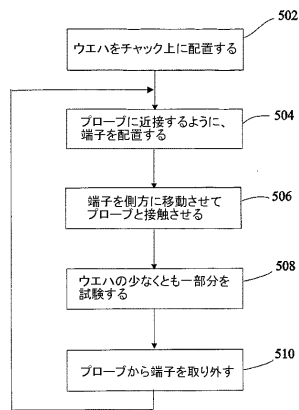 502
ウエハをチャック上に配置する
504
プローブに近接するように、
端子を配置する
506
端子を側方に移動させて
プローブと接触させる
508
ウエハの少なくとも一部分を
試験する
510
プローブから端子を取り外す